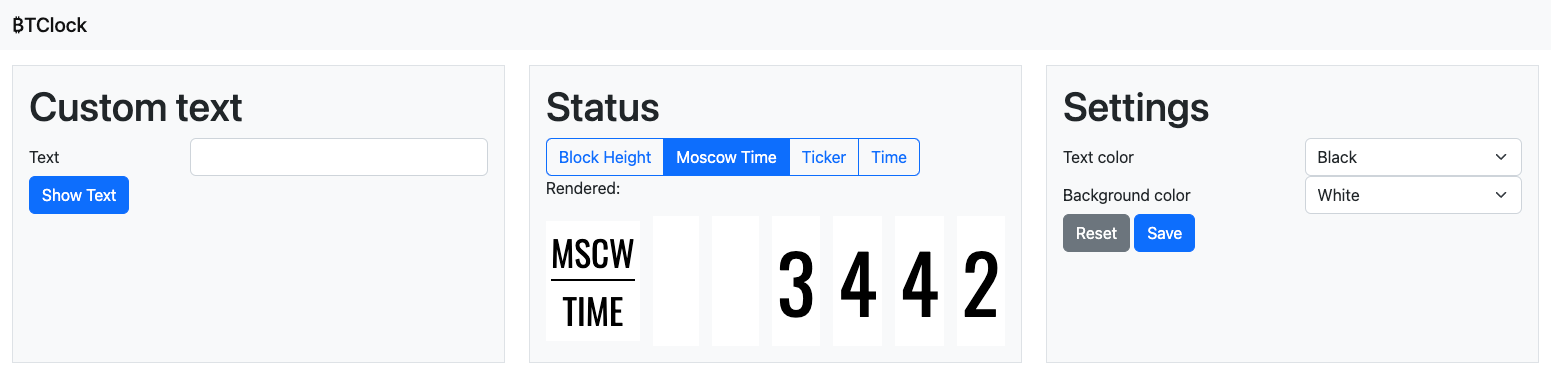 ₿TClock
Custom text
Text
Show Text
Status
Block Height Moscow Time Ticker Time
Rendered:
MSCW
TIME
3 4 4 2
Settings
Text color Black
Background color White
Reset Save